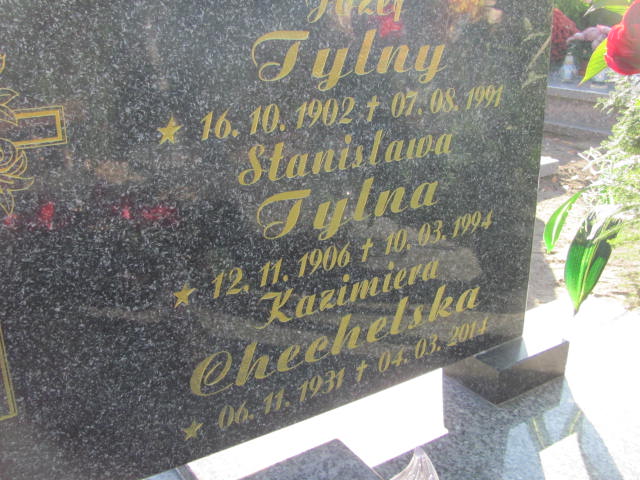 Józef
Tylny
★ 16.10.1902 † 07.08.1991
Stanisława
Tylna
★ 12.11.1906 † 10.03.1994
Kazimiera
Chechelska
★ 06.11.1931 † 04.03.2014